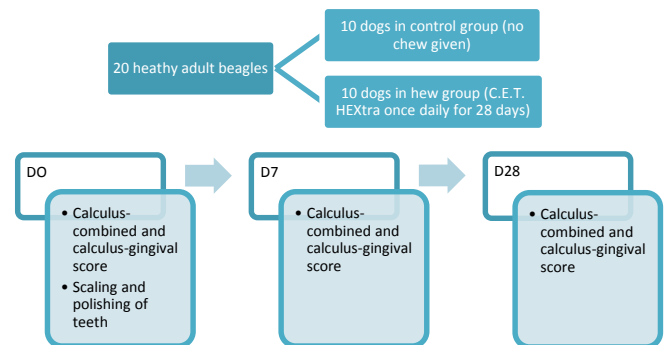 10 dogs in control group (no
chew given)
20 heathy adult beagles
10 dogs in hew group (C.E.T.
HEXtra once daily for 28 days)
DO
• Calculus-
combined and
calculus-gingival
score
• Scaling and
polishing of
teeth
D7
• Calculus-
combined and
calculus-gingival
score
D28
• Calculus-
combined and
calculus-gingival
score